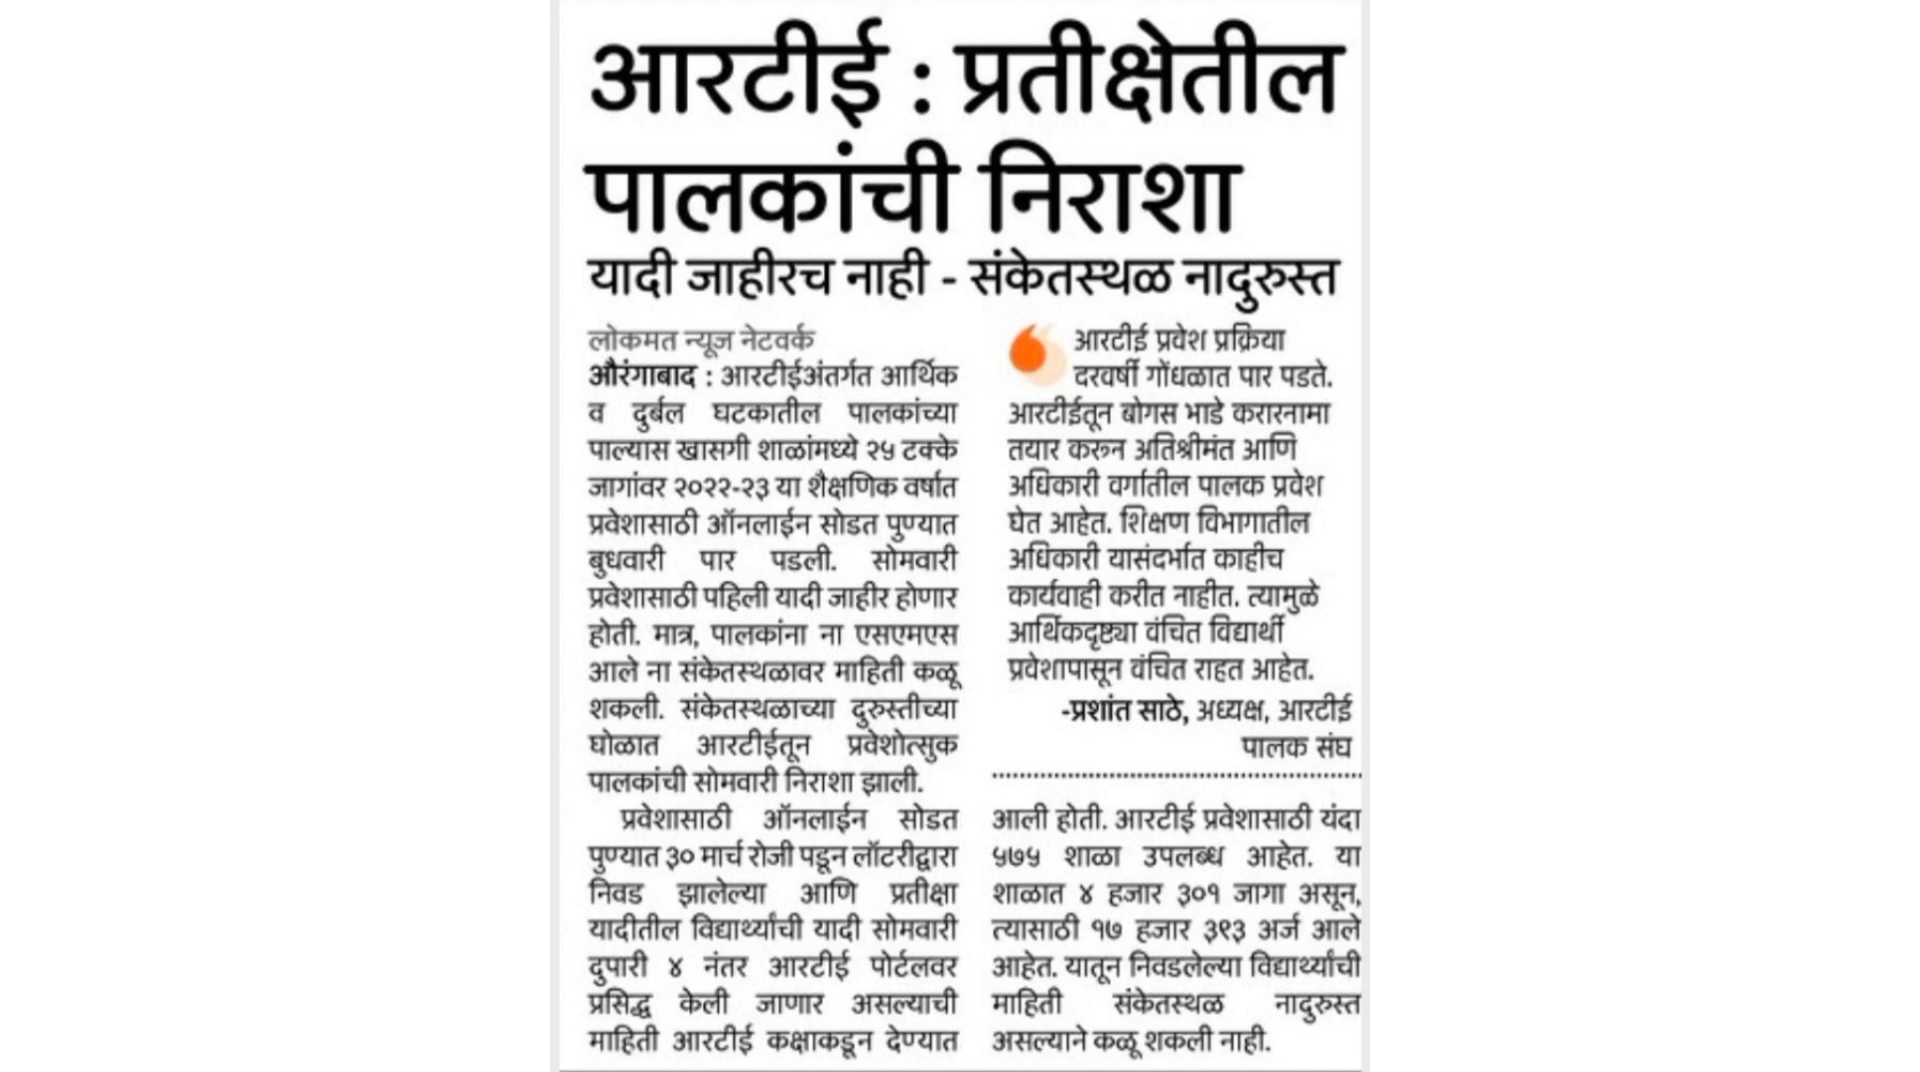 आरटीई : प्रतीक्षेतील
पालकांची निराशा
यादी जाहीरच नाही - संकेतस्थळ नादुरुस्त
लोकमत न्यूज नेटवर्क
औरंगाबाद : आरटीईअंतर्गत आर्थिक
व दुर्बल घटकातील पालकांच्या
पाल्यास खासगी शाळांमध्ये २५ टक्के
जागांवर २०२२-२३ या शैक्षणिक वर्षात
प्रवेशासाठी ऑनलाईन सोडत पुण्यात
बुधवारी पार पडली. सोमवारी
प्रवेशासाठी पहिली यादी जाहीर होणार
होती. मात्र, पालकांना ना एसएमएस
आले ना संकेतस्थळावर माहिती कळू
शकली. संकेतस्थळाच्या दुरुस्तीच्या
घोळात आरटीईतून प्रवेशोत्सुक
पालकांची सोमवारी निराशा झाली.
प्रवेशासाठी ऑनलाईन सोडत
पुण्यात ३० मार्च रोजी पडून लॉटरीद्वारा
निवड झालेल्या आणि प्रतीक्षा
यादीतील विद्यार्थ्यांची यादी सोमवारी
दुपारी ४ नंतर आरटीई पोर्टलवर
प्रसिद्ध केली जाणार असल्याची
माहिती आरटीई कक्षाकडून देण्यात
आरटीई प्रवेश प्रक्रिया
दरवर्षी गोंधळात पार पडते.
आरटीईतून बोगस भाडे करारनामा
तयार करून अतिश्रीमंत आणि
अधिकारी वर्गातील पालक प्रवेश
घेत आहेत. शिक्षण विभागातील
अधिकारी यासंदर्भात काहीच
कार्यवाही करीत नाहीत. त्यामुळे
आर्थिकदृष्ट्या वंचित विद्यार्थी
प्रवेशापासून वंचित राहत आहेत.
-प्रशांत साठे, अध्यक्ष, आरटीई
पालक संघ
आली होती. आरटीई प्रवेशासाठी यंदा
५७५ शाळा उपलब्ध आहेत. या
शाळात ४ हजार ३०१ जागा असून,
त्यासाठी १७ हजार ३९३ अर्ज आले
आहेत. यातून निवडलेल्या विद्यार्थ्यांची
माहिती संकेतस्थळ नादुरुस्त
असल्याने कळू शकली नाही.